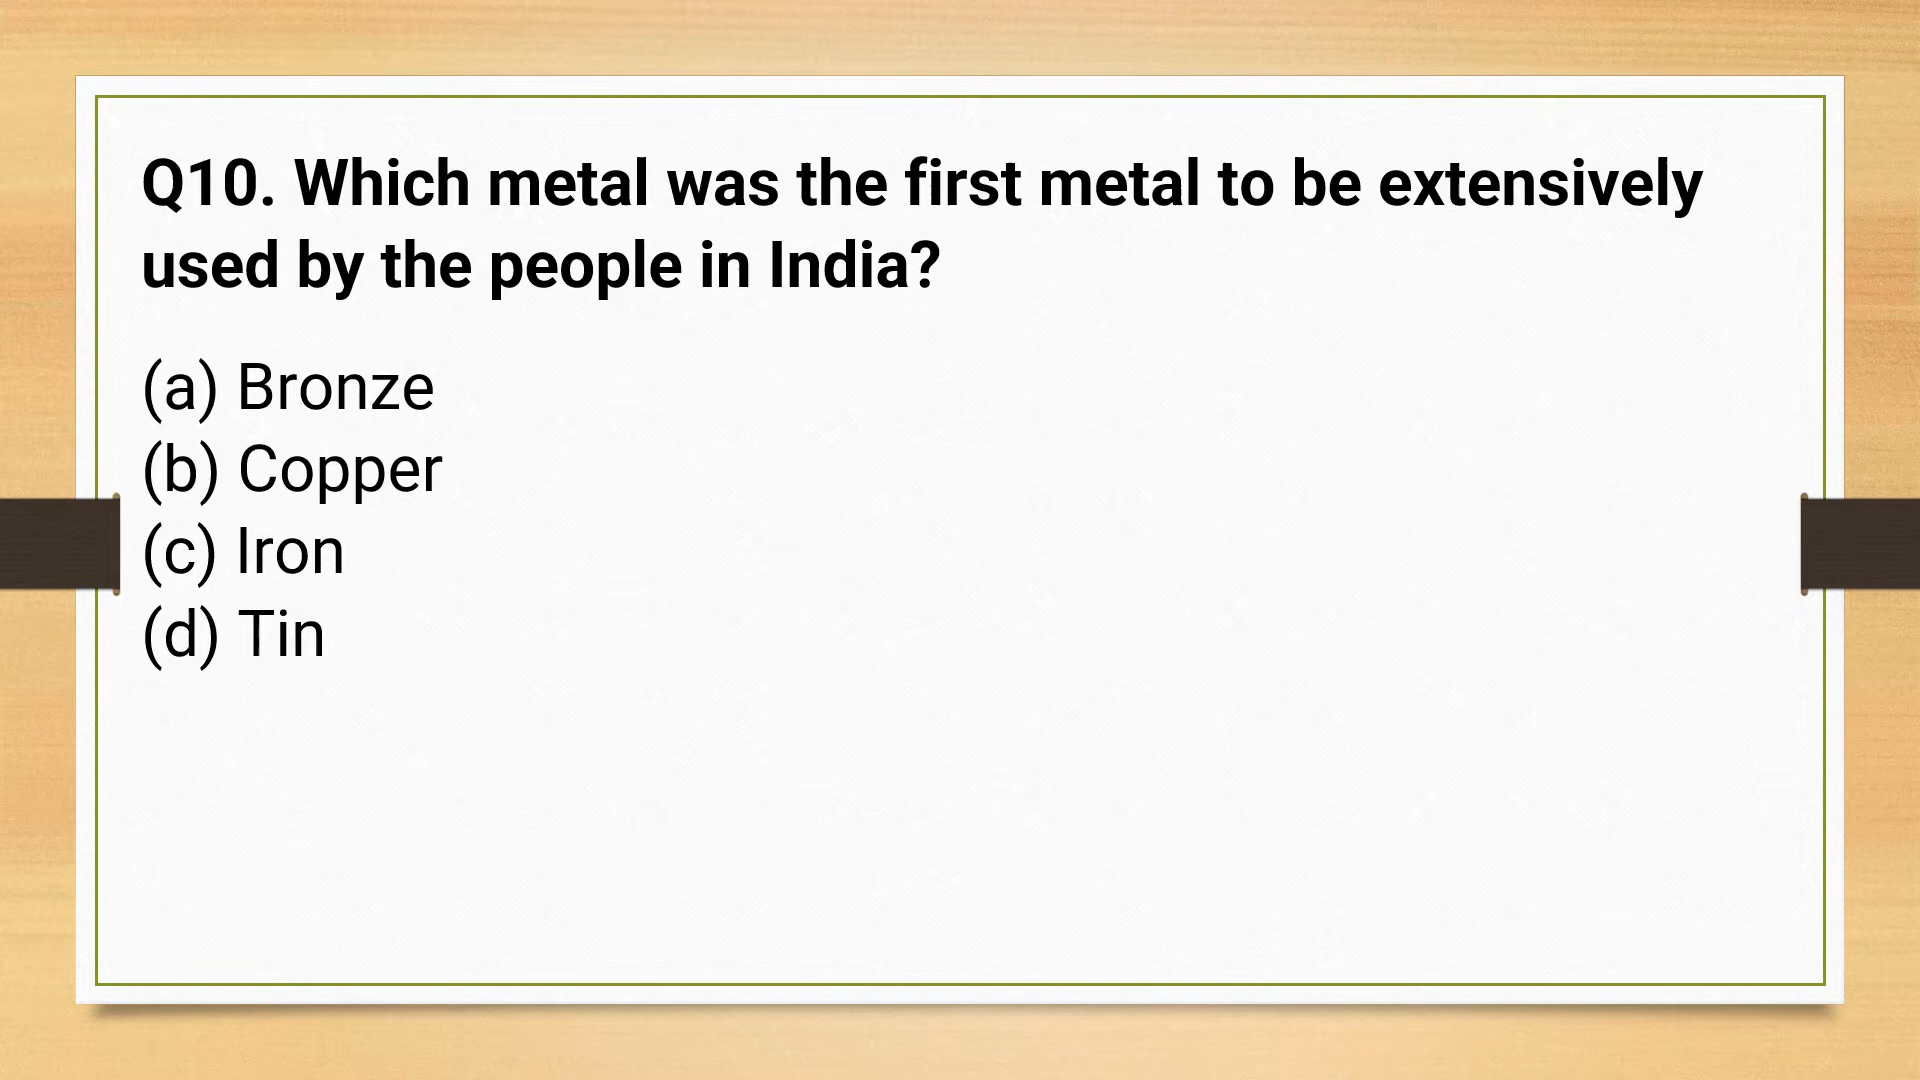 Q10. Which metal was the first metal to be extensively
used by the people in India?
(a) Bronze
(b) Copper
(c) Iron
(d) Tin